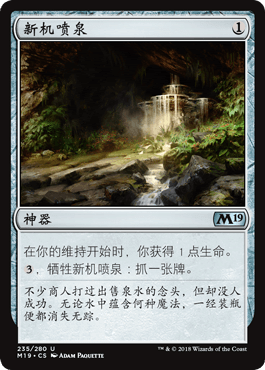 新机喷泉 1
神器 M19
在你的维持开始时，你获得 1 点生命。
3，牺牲新机喷泉：抓一张牌。
不少商人打过出售泉水的念头，但却没人
成功。无论水中蕴含何种魔法，一经装瓶
便都消失无踪。
235/280 U
M19 • CS ADAM PAQUETTE ™ & © 2018 Wizards of the Coast